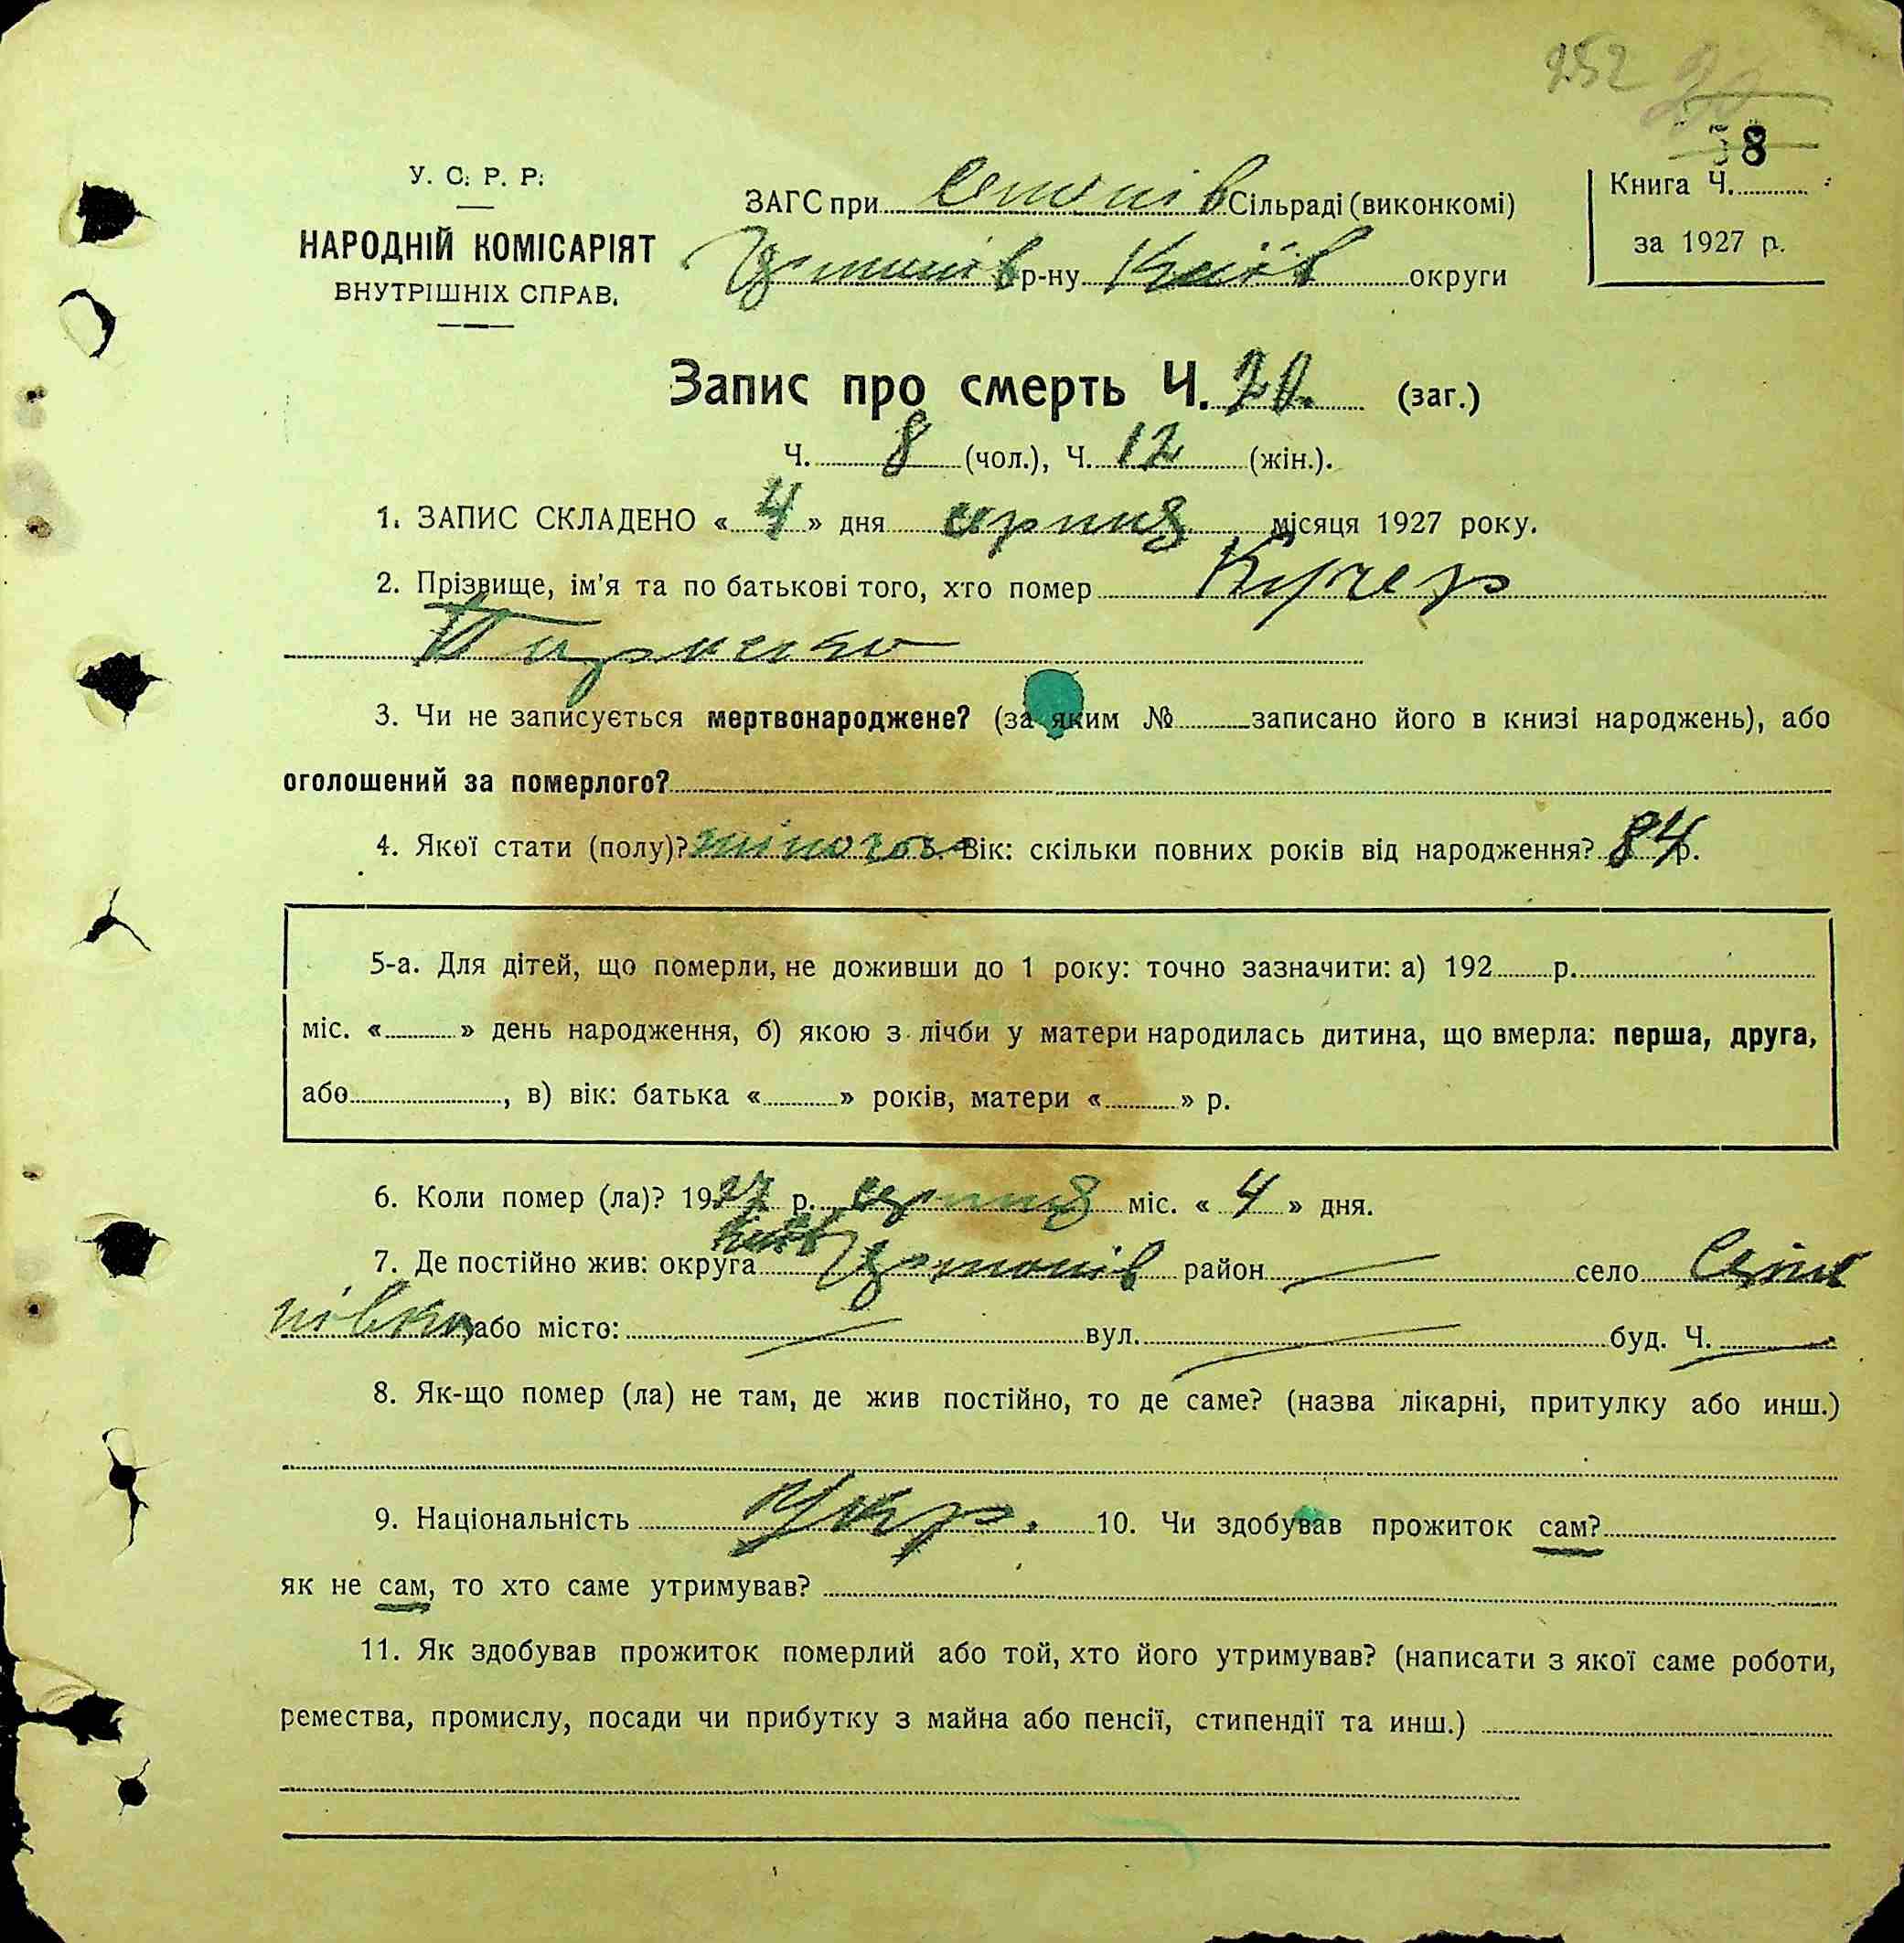 252
38
У. С. Р. Р.
НАРОДНІЙ КОМІСАРІЯТ
ВНУТРІШНІХ СПРАВ.
ЗАГС при Сільраді (виконкомі)
р-ну Київ округи
Книга Ч.
за 1927 р.
Запис про смерть Ч. 20. (заг.)
Ч. 8 (чол.), Ч. 12 (жін.).
1. ЗАПИС СКЛАДЕНО « 4 » дня серпня місяця 1927 року.
2. Прізвище, ім'я та по батькові того, хто помер Кучер
3. Чи не записується мертвонароджене? (за яким № записано його в книзі народжень), або
оголошений за померлого?
4. Якої стати (полу)? жіночої 5. Вік: скільки повних років від народження? 84 р.
5-а. Для дітей, що померли, не доживши до 1 року: точно зазначити: а) 192 р.
міс. « » день народження, б) якою з лічби у матери народилась дитина, що вмерла: перша, друга,
або , в) вік: батька « » років, матери « » р.
6. Коли помер (ла)? 1927 р. серпня міс. « 4 » дня.
7. Де постійно жив: округа Київ район село
або місто: вул. буд. Ч.
8. Як-що помер (ла) не там, де жив постійно, то де саме? (назва лікарні, притулку або инш.)
9. Національність Укр. 10. Чи здобував прожиток сам?
як не сам, то хто саме утримував?
11. Як здобував прожиток померлий або той, хто його утримував? (написати з якої саме роботи,
ремества, промислу, посади чи прибутку з майна або пенсії, стипендії та инш.)